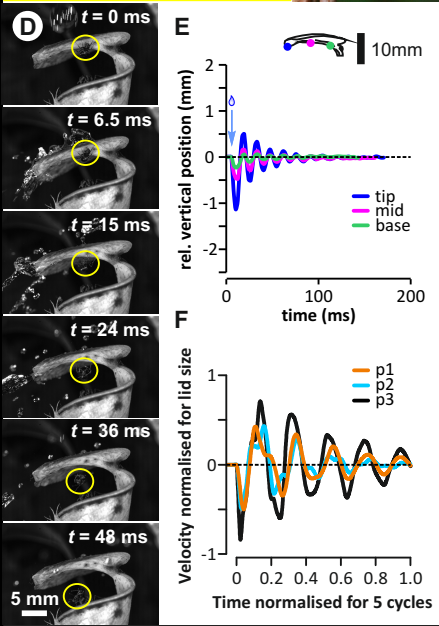 D
t = 0 ms
t = 6.5 ms
t = 15 ms
t = 24 ms
t = 36 ms
t = 48 ms
5 mm
E
10mm
rel. vertical position (mm)
2
1
0
-1
-2
tip
mid
base
0
100
200
time (ms)
F
Velocity normalised for lid size
1
0
-1
p1
p2
p3
0
0.2
0.4
0.6
0.8
1.0
Time normalised for 5 cycles